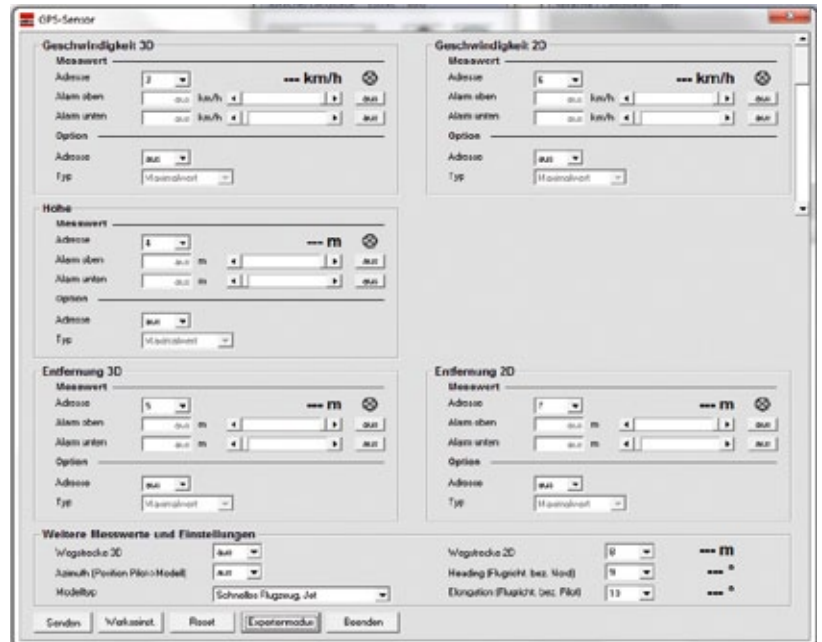 GPS-Sensor
Geschwindigkeit 3D
Messwert
Adresse 3 --- km/h
Alarm oben aus km/h aus
Alarm unten aus km/h aus
Option
Adresse aus
Typ Maximalwert
Geschwindigkeit 2D
Messwert
Adresse 6 --- km/h
Alarm oben aus km/h aus
Alarm unten aus km/h aus
Option
Adresse aus
Typ Maximalwert
Höhe
Messwert
Adresse 4 --- m
Alarm oben aus m aus
Alarm unten aus m aus
Option
Adresse aus
Typ Maximalwert
Entfernung 3D
Messwert
Adresse 5 --- m
Alarm oben aus m aus
Alarm unten aus m aus
Option
Adresse aus
Typ Maximalwert
Entfernung 2D
Messwert
Adresse 7 --- m
Alarm oben aus m aus
Alarm unten aus m aus
Option
Adresse aus
Typ Maximalwert
Weitere Messwerte und Einstellungen
Wegstrecke 3D aus
Wegstrecke 2D 8 --- m
Azimuth (Position Pilot->Modell) aus
Heading (Flugricht. bez. Nord) 9 --- °
Modelltyp Schnelles Flugzeug, Jet
Elongation (Flugricht. bez. Pilot) 10 --- °
Senden Werkseinst. Reset Expertenmodus Beenden